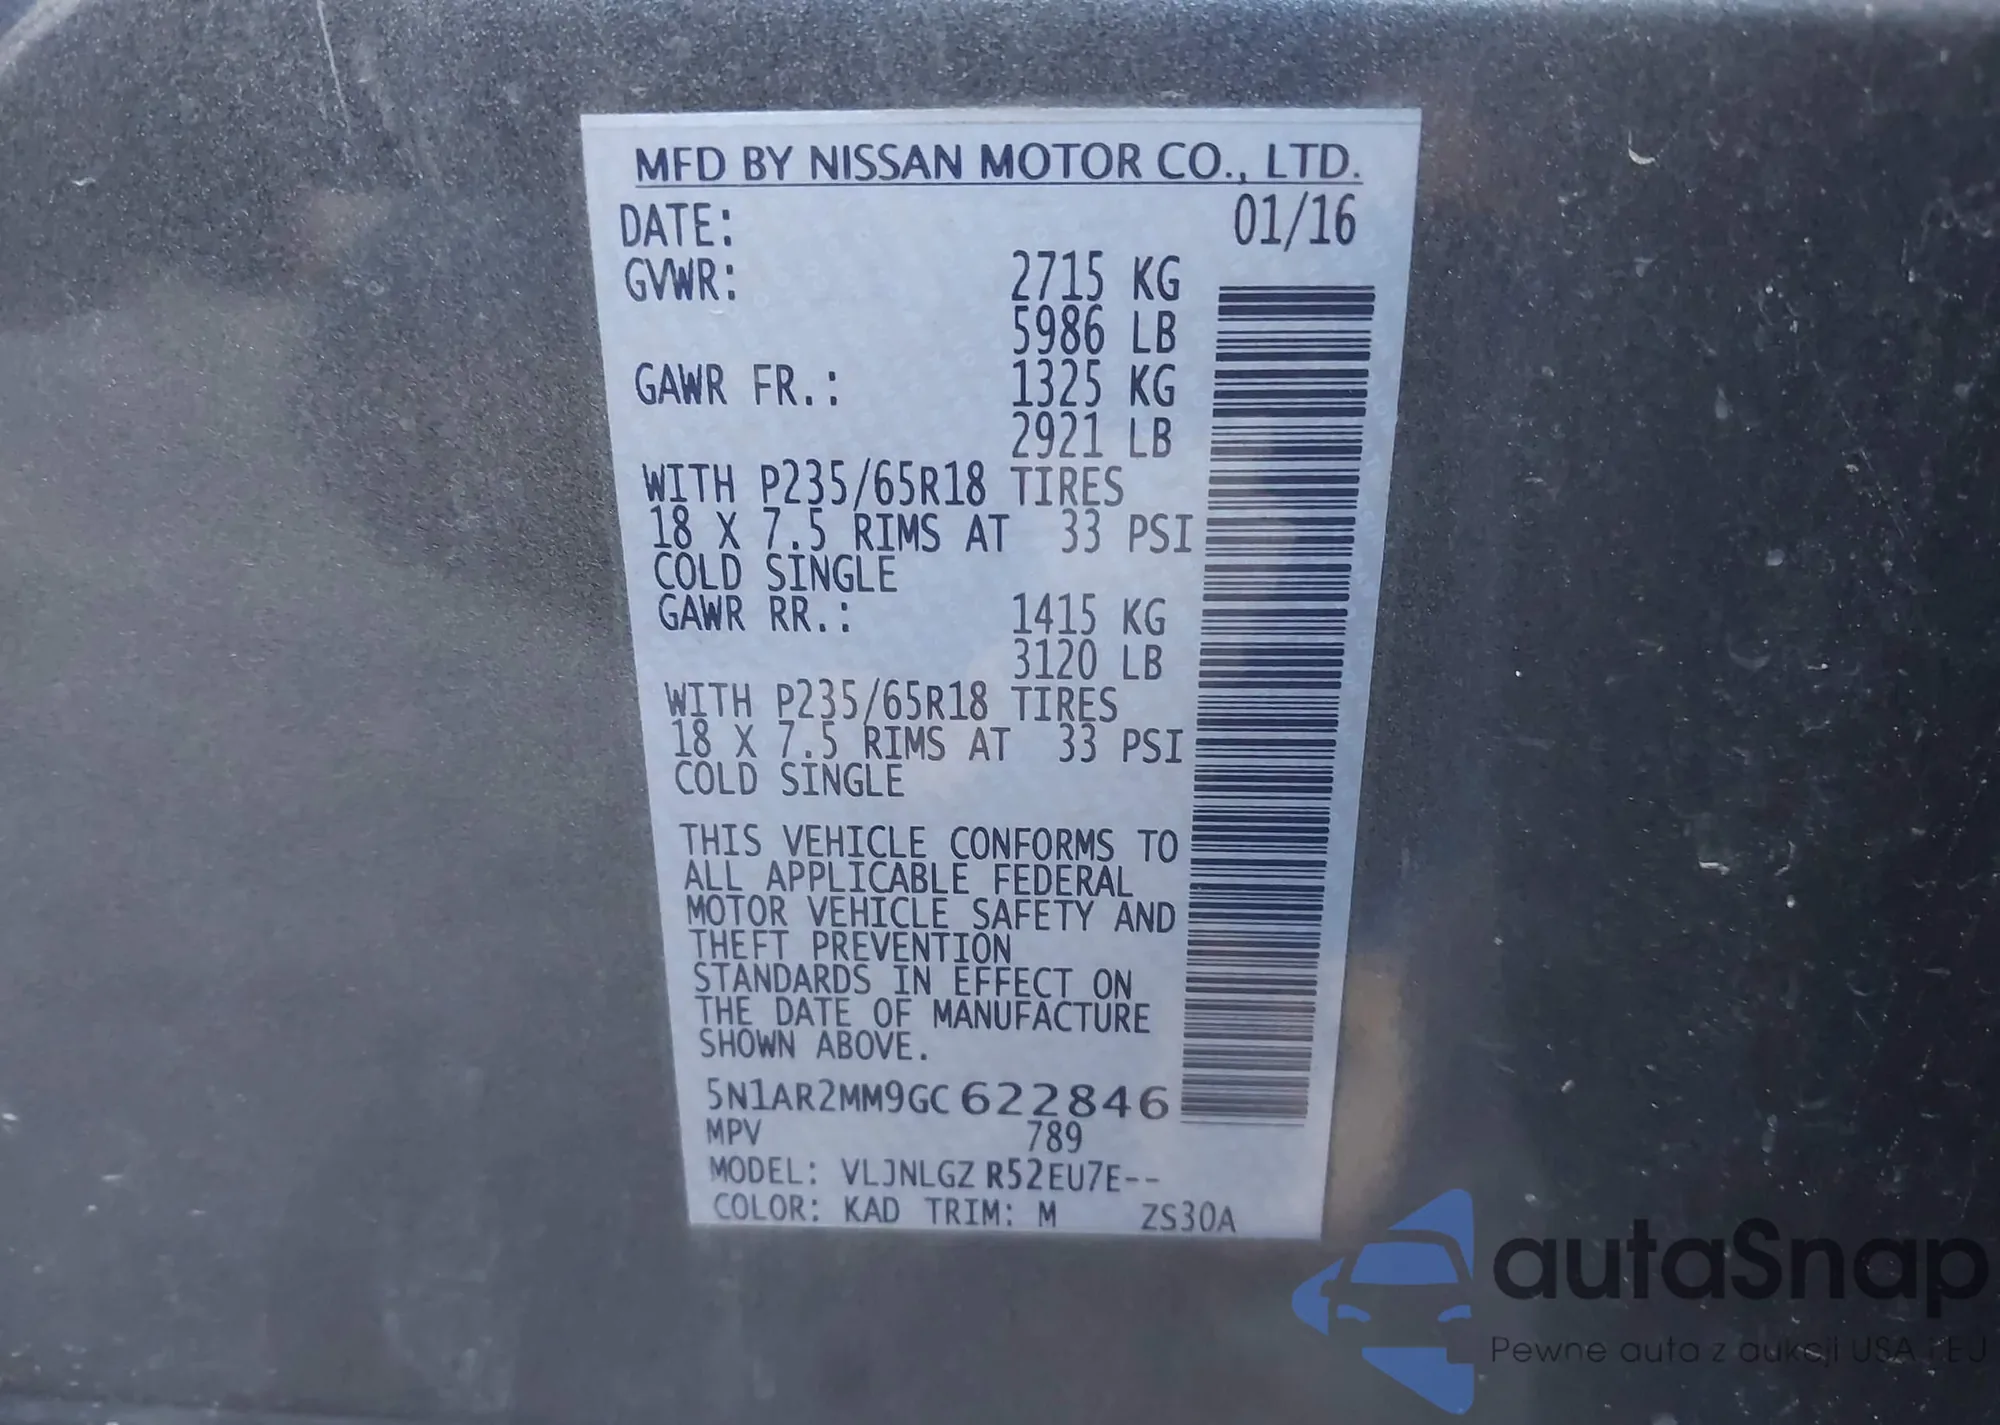 MFD BY NISSAN MOTOR CO., LTD.
DATE: 01/16
GVWR: 2715 KG
5986 LB
GAWR FR.: 1325 KG
2921 LB
WITH P235/65R18 TIRES
18 X 7.5 RIMS AT 33 PSI
COLD SINGLE
GAWR RR.: 1415 KG
3120 LB
WITH P235/65R18 TIRES
18 X 7.5 RIMS AT 33 PSI
COLD SINGLE
THIS VEHICLE CONFORMS TO
ALL APPLICABLE FEDERAL
MOTOR VEHICLE SAFETY AND
THEFT PREVENTION
STANDARDS IN EFFECT ON
THE DATE OF MANUFACTURE
SHOWN ABOVE.
5N1AR2MM9GC622846
MPV 789
MODEL: VLJNLGZ R52EU7E--
COLOR: KAD TRIM: M ZS30A
autaSnap
Pewne auta z aukcji USA i EU